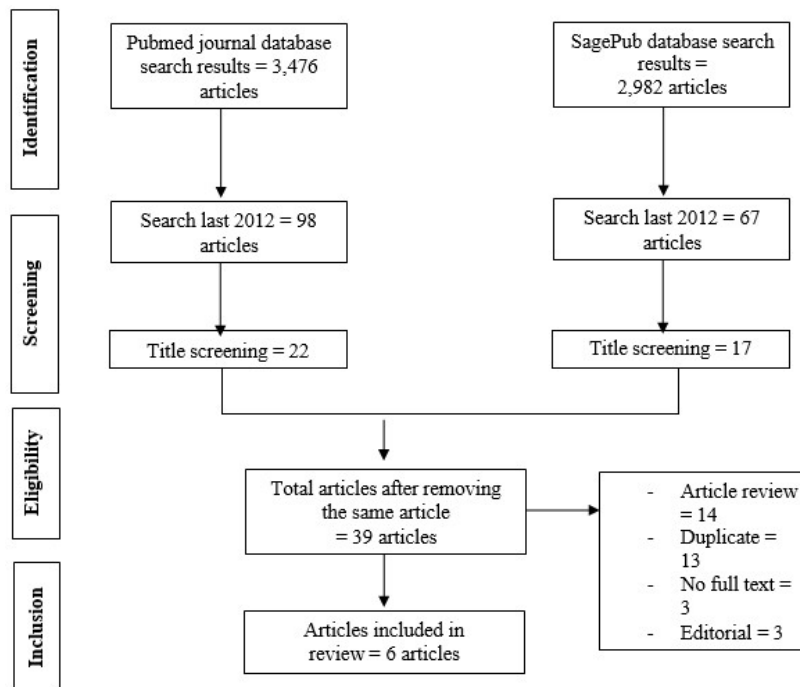 Identification
Pubmed journal database
search results = 3,476
articles
SagePub database search
results =
2,982 articles
Screening
Search last 2012 = 98
articles
Search last 2012 = 67
articles
Title screening = 22
Title screening = 17
Eligibility
Total articles after removing
the same article
= 39 articles
- Article review
= 14
- Duplicate =
13
- No full text =
3
- Editorial = 3
Inclusion
Articles included in
review = 6 articles